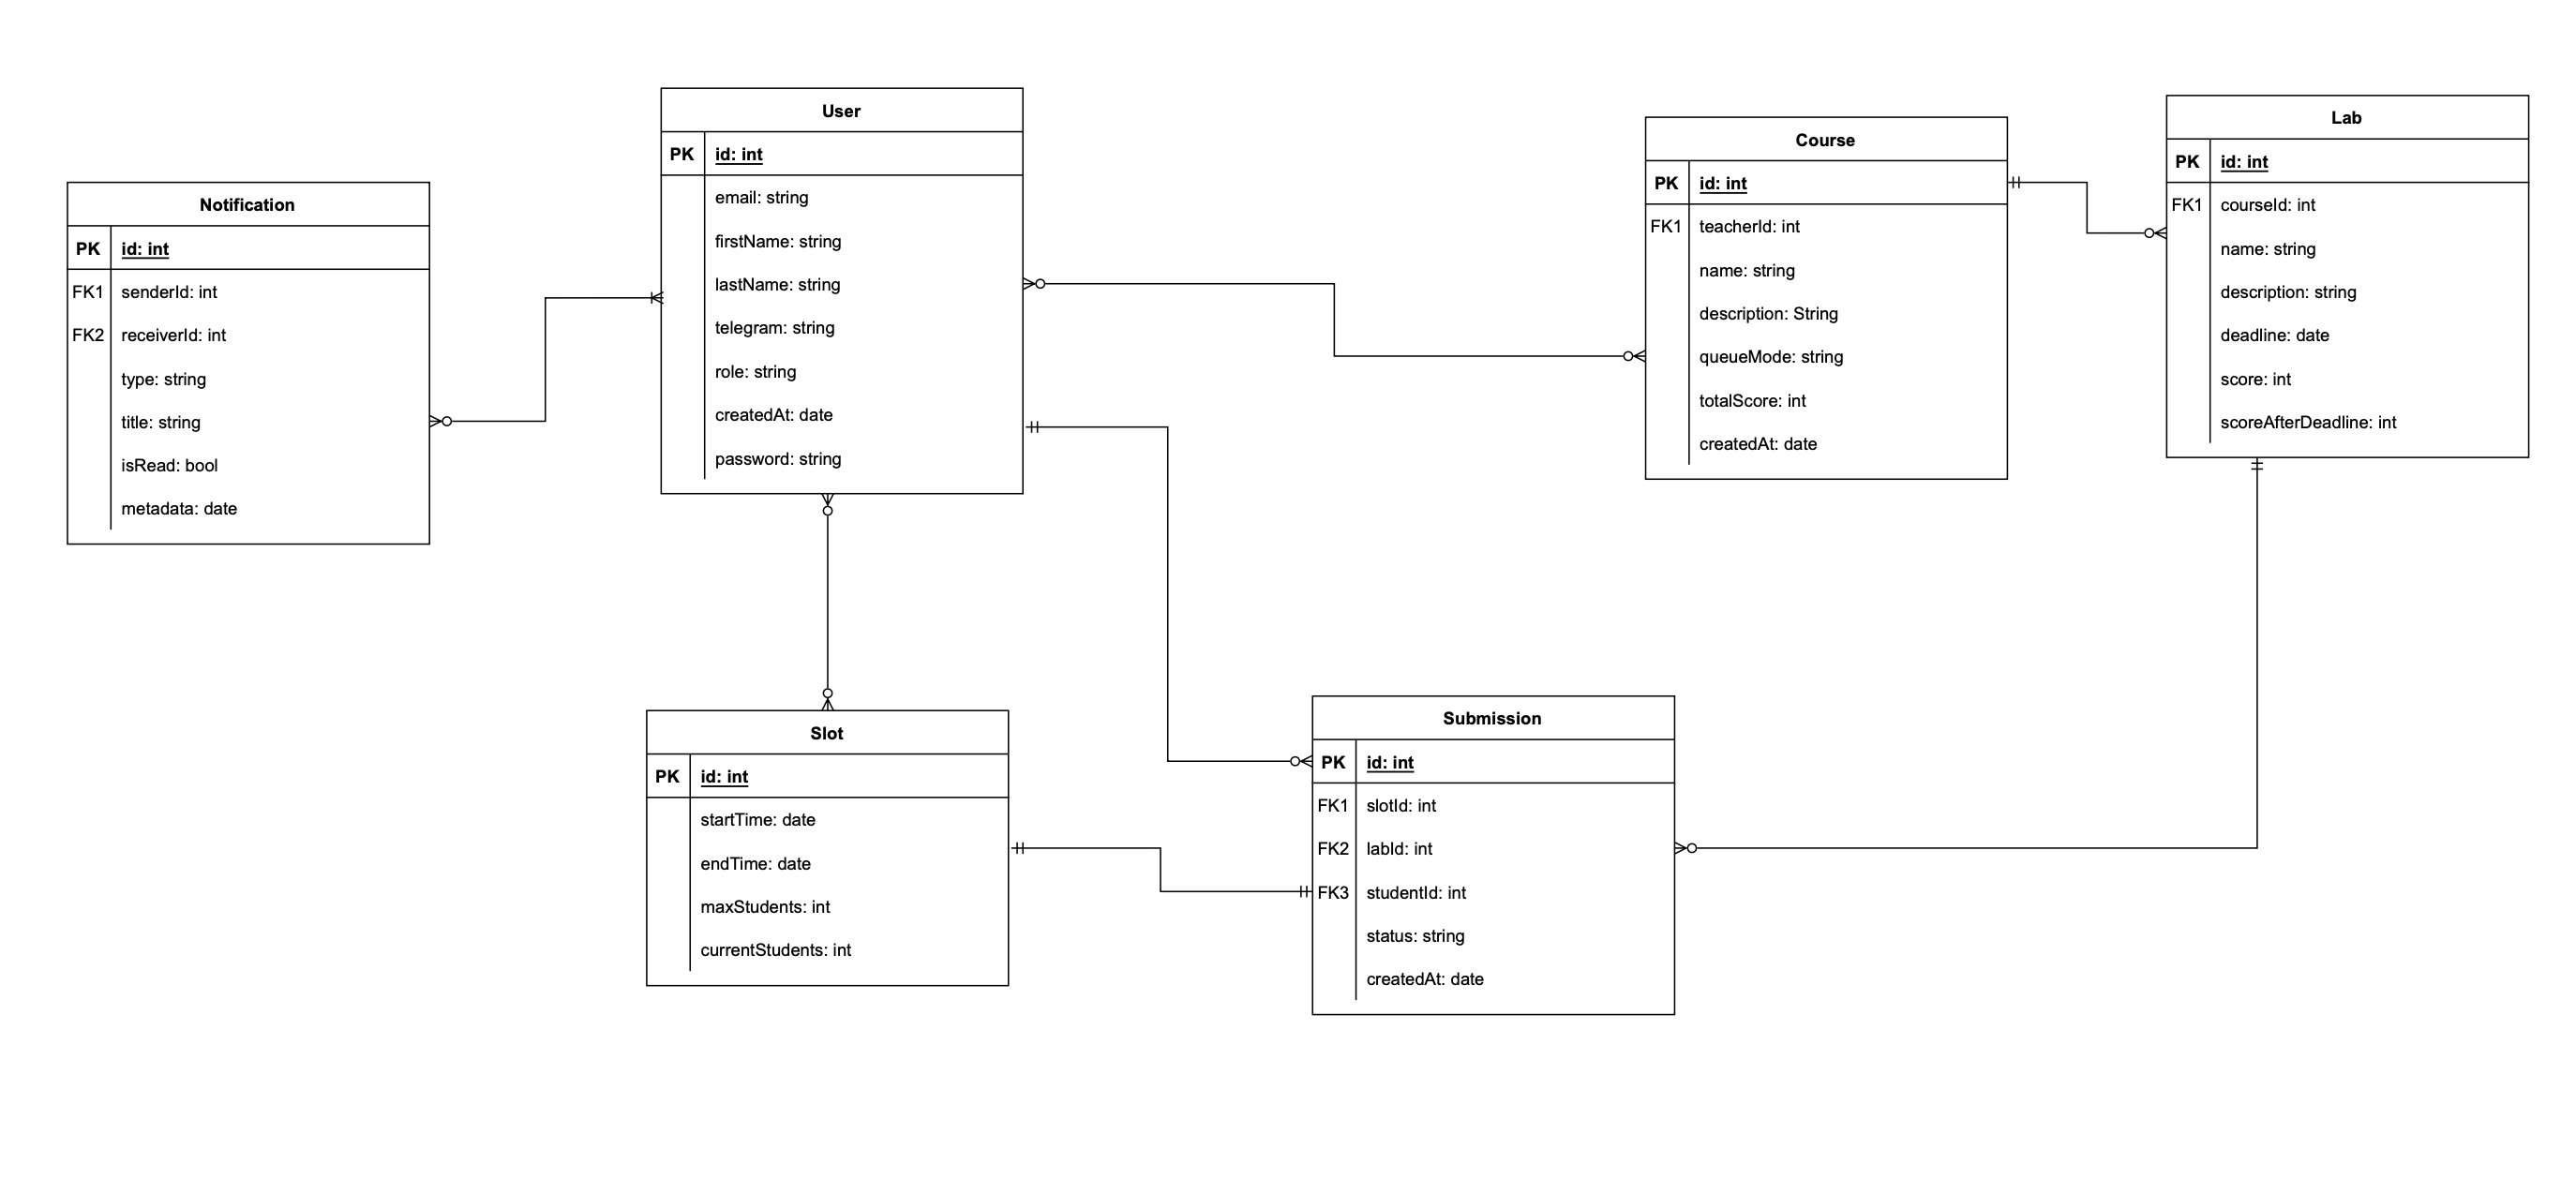 Notification
PK id: int
FK1 senderId: int
FK2 receiverId: int
type: string
title: string
isRead: bool
metadata: date
User
PK id: int
email: string
firstName: string
lastName: string
telegram: string
role: string
createdAt: date
password: string
Course
PK id: int
FK1 teacherId: int
name: string
description: String
queueMode: string
totalScore: int
createdAt: date
Lab
PK id: int
FK1 courseId: int
name: string
description: string
deadline: date
score: int
scoreAfterDeadline: int
Slot
PK id: int
startTime: date
endTime: date
maxStudents: int
currentStudents: int
Submission
PK id: int
FK1 slotId: int
FK2 labId: int
FK3 studentId: int
status: string
createdAt: date